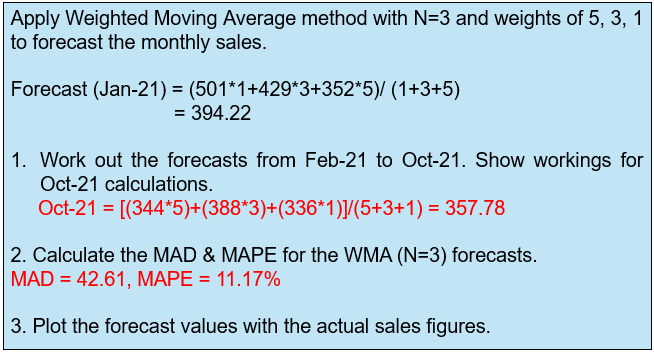 Apply Weighted Moving Average method with N=3 and weights of 5, 3, 1
to forecast the monthly sales.
Forecast (Jan-21) = (501*1+429*3+352*5)/ (1+3+5)
= 394.22
1. Work out the forecasts from Feb-21 to Oct-21. Show workings for
Oct-21 calculations.
Oct-21 = [(344*5)+(388*3)+(336*1)]/(5+3+1) = 357.78
2. Calculate the MAD & MAPE for the WMA (N=3) forecasts.
MAD = 42.61, MAPE = 11.17%
3. Plot the forecast values with the actual sales figures.